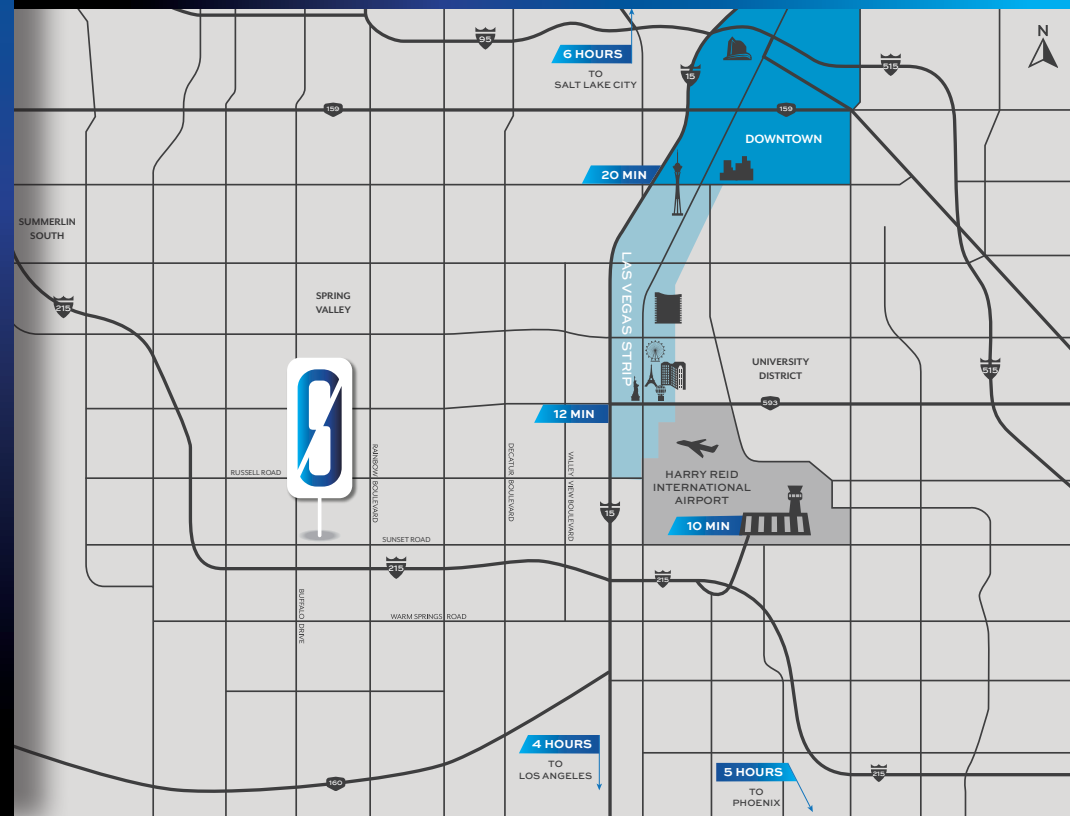 N
95
6 HOURS
TO
SALT LAKE CITY
15
515
159
159
DOWNTOWN
20 MIN
SUMMERLIN
SOUTH
LAS VEGAS STRIP
215
SPRING
VALLEY
UNIVERSITY
DISTRICT
515
12 MIN
593
RUSSELL ROAD
RAINBOW BOULEVARD
DECATUR BOULEVARD
VALLEY VIEW BOULEVARD
HARRY REID
INTERNATIONAL
AIRPORT
15
10 MIN
SUNSET ROAD
215
215
BUFFALO DRIVE
WARM SPRINGS ROAD
4 HOURS
TO
LOS ANGELES
5 HOURS
TO
PHOENIX
160
215